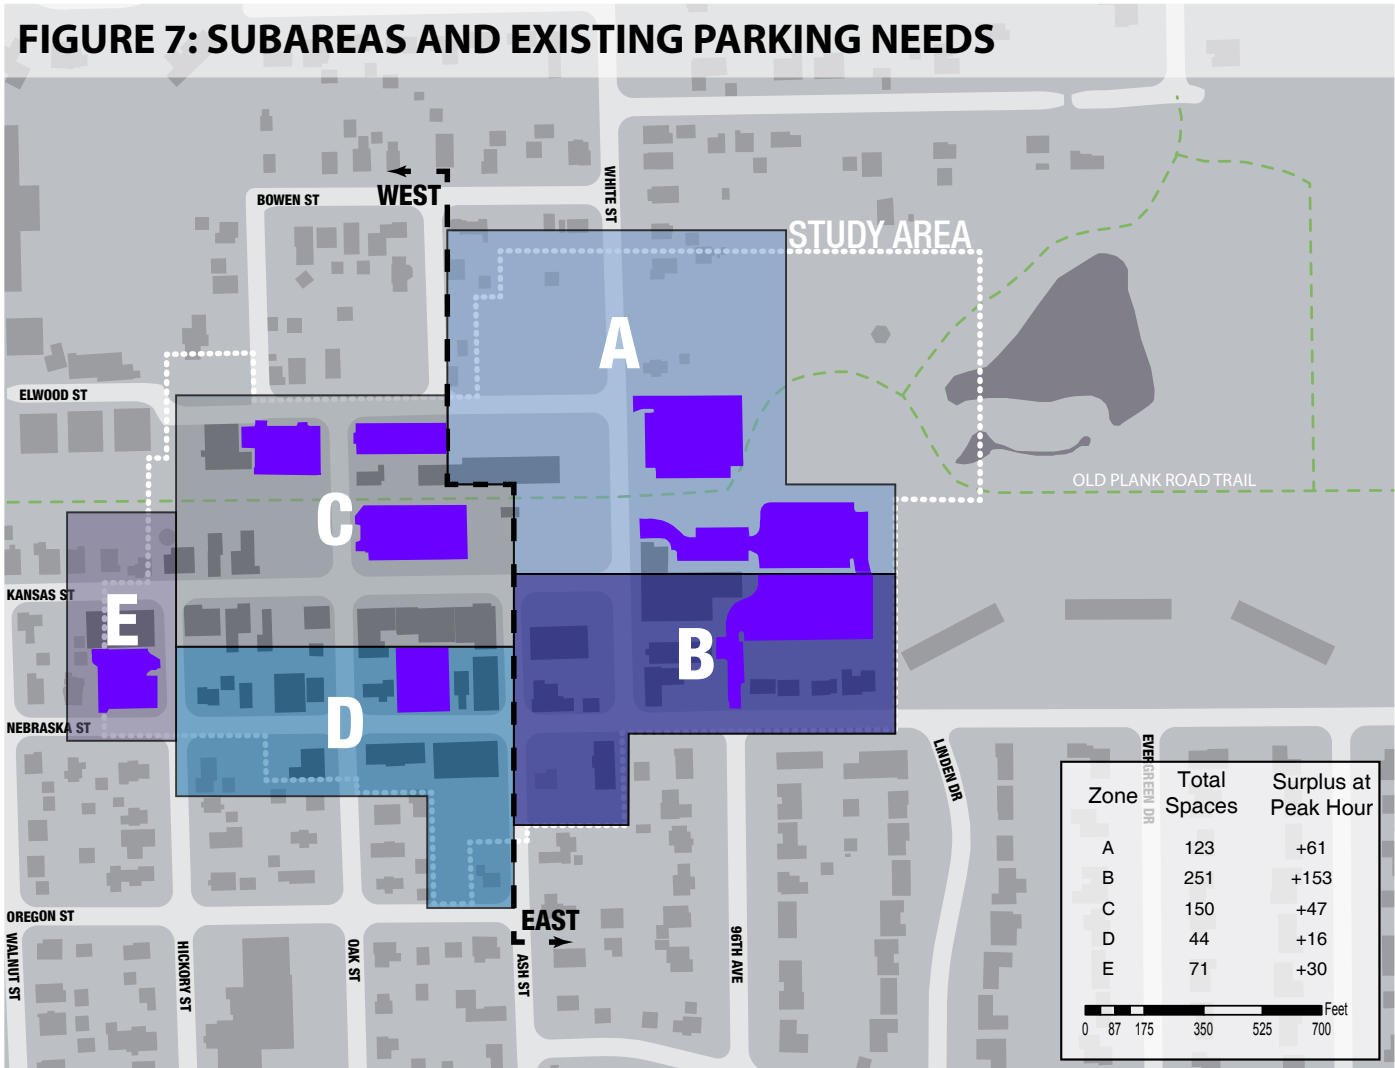 FIGURE 7: SUBAREAS AND EXISTING PARKING NEEDS
WEST
BOWEN ST
WHITE ST
STUDY AREA
A
ELWOOD ST
OLD PLANK ROAD TRAIL
C
KANSAS ST
E
B
D
NEBRASKA ST
LINDEN DR
EVERGREEN DR
OREGON ST
EAST
WALNUT ST
HICKORY ST
OAK ST
ASH ST
96TH AVE
Zone Total Spaces Surplus at Peak Hour
A 123 +61
B 251 +153
C 150 +47
D 44 +16
E 71 +30
Feet
0 87 175 350 525 700